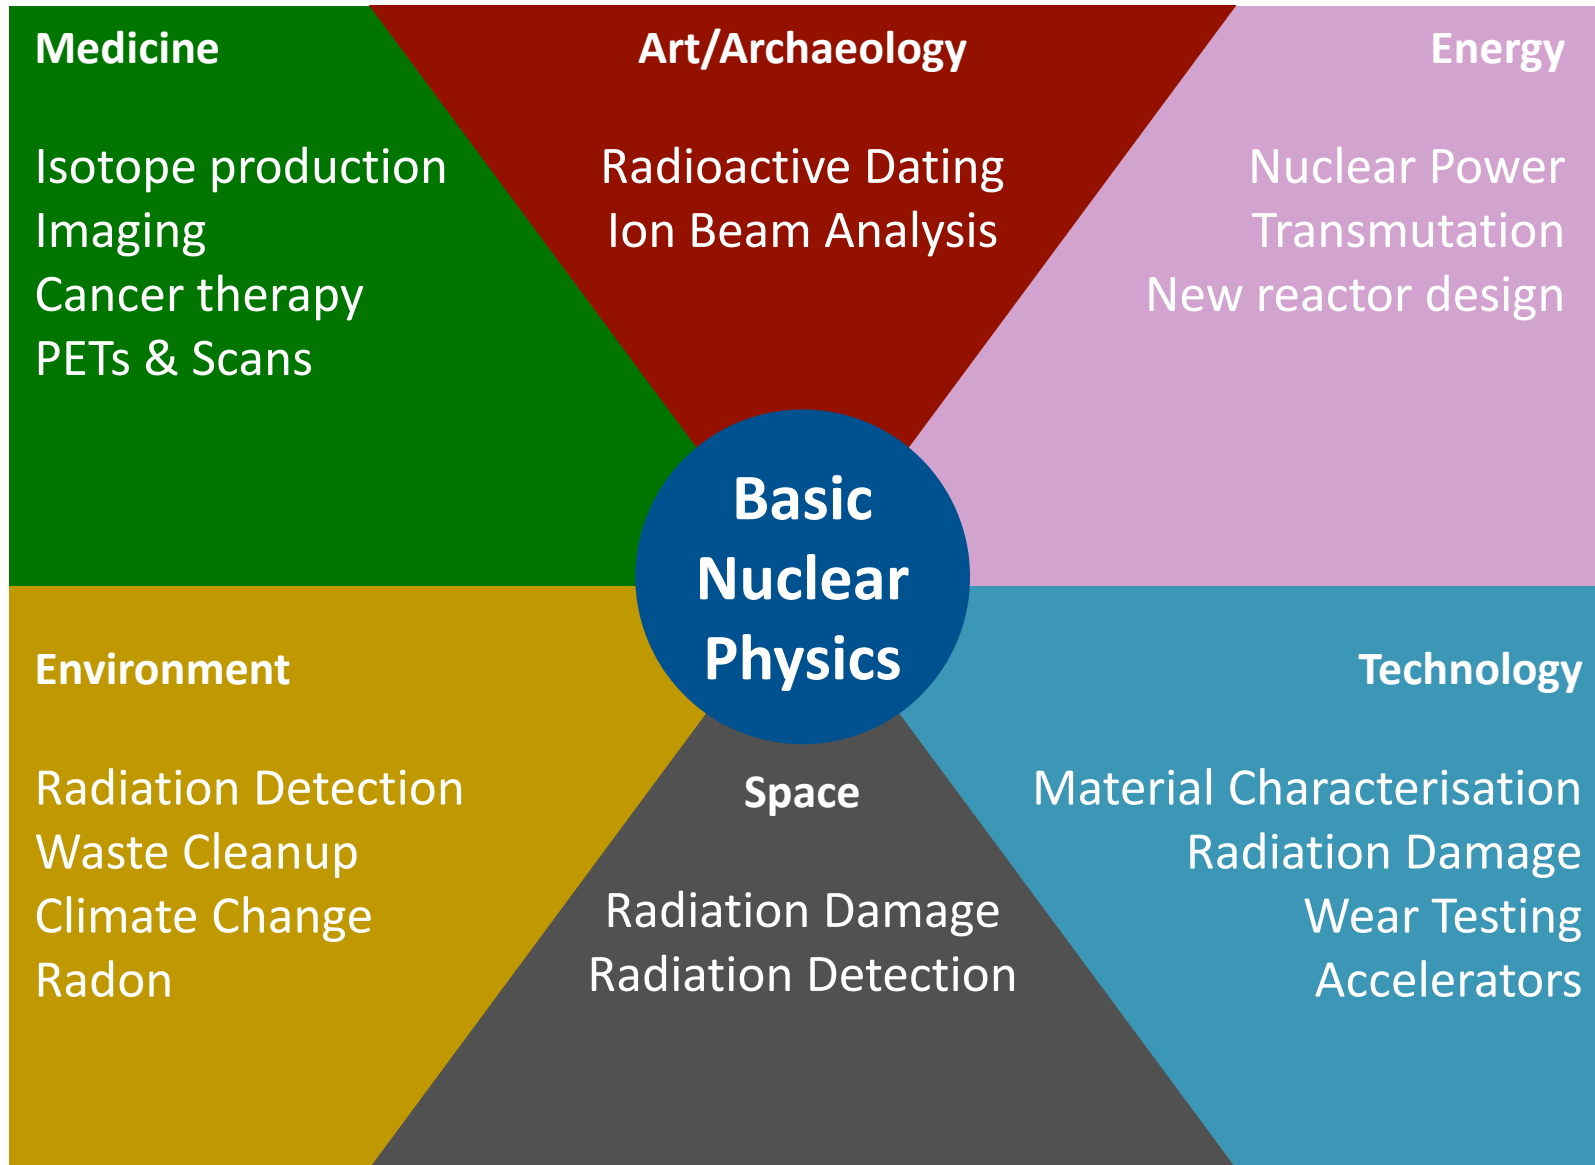 Medicine
Isotope production
Imaging
Cancer therapy
PETs & Scans
Art/Archaeology
Radioactive Dating
Ion Beam Analysis
Energy
Nuclear Power
Transmutation
New reactor design
Basic
Nuclear
Physics
Environment
Radiation Detection
Waste Cleanup
Climate Change
Radon
Space
Radiation Damage
Radiation Detection
Technology
Material Characterisation
Radiation Damage
Wear Testing
Accelerators